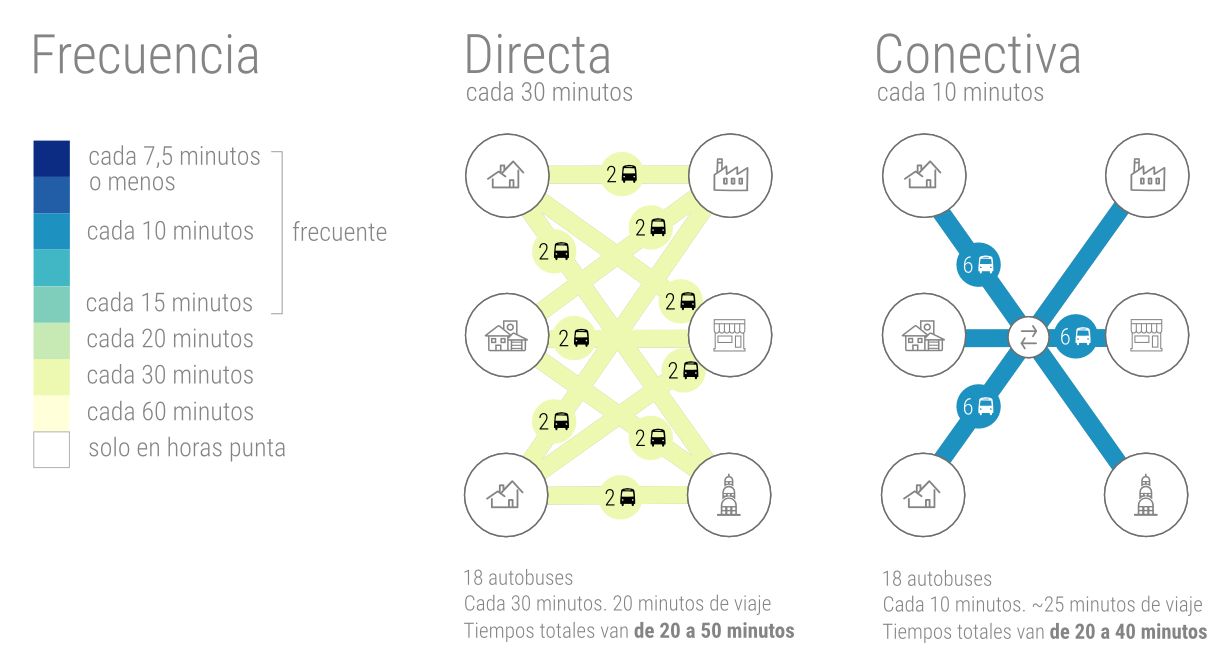 Frecuencia
cada 7,5 minutos
o menos
cada 10 minutos
frecuente
cada 15 minutos
cada 20 minutos
cada 30 minutos
cada 60 minutos
solo en horas punta
Directa
cada 30 minutos
2
2
2
2
2
2
2
2
2
18 autobuses
Cada 30 minutos. 20 minutos de viaje
Tiempos totales van de 20 a 50 minutos
Conectiva
cada 10 minutos
6
6
6
18 autobuses
Cada 10 minutos. ~25 minutos de viaje
Tiempos totales van de 20 a 40 minutos